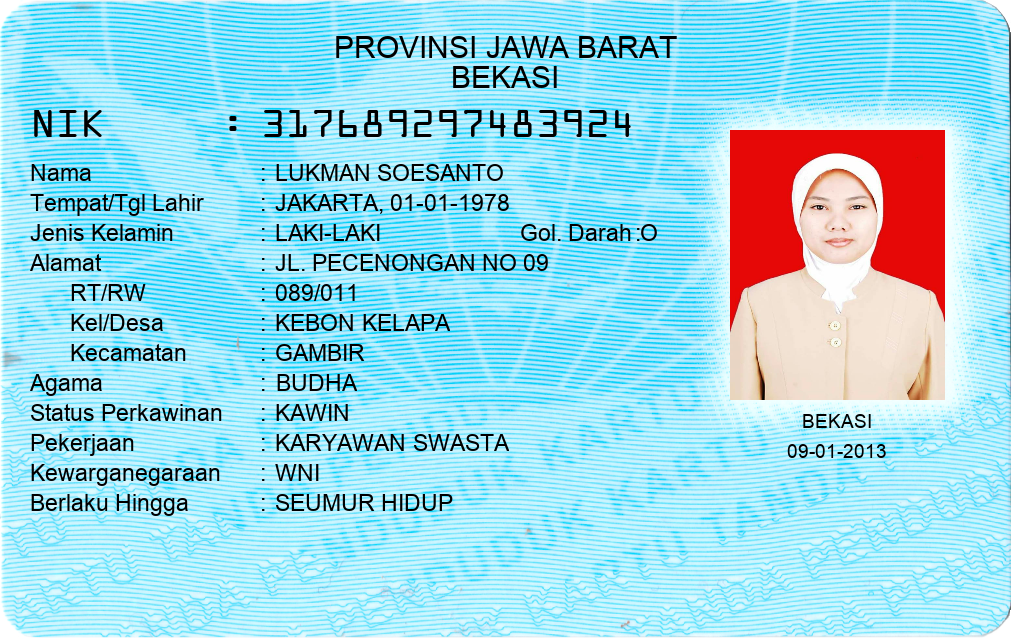 PROVINSI JAWA BARAT
BEKASI
NIK : 317689297483924
Nama : LUKMAN SOESANTO
Tempat/Tgl Lahir : JAKARTA, 01-01-1978
Jenis Kelamin : LAKI-LAKI Gol. Darah :O
Alamat : JL. PECENONGAN NO 09
RT/RW : 089/011
Kel/Desa : KEBON KELAPA
Kecamatan : GAMBIR
Agama : BUDHA
Status Perkawinan : KAWIN
Pekerjaan : KARYAWAN SWASTA
Kewarganegaraan : WNI
Berlaku Hingga : SEUMUR HIDUP
BEKASI
09-01-2013